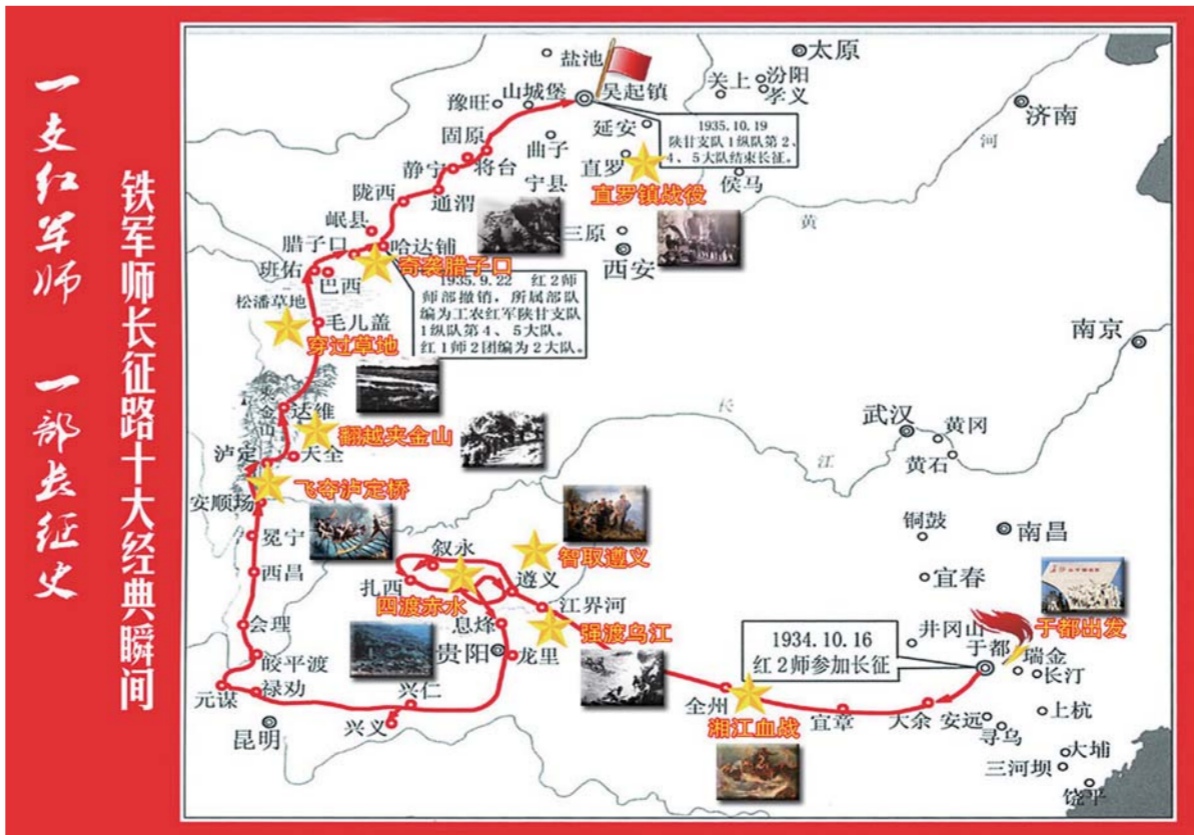 一支红军师 一部长征史
铁军师长征路十大经典瞬间
盐池
太原
吴起镇
关上
汾阳
孝义
豫旺
山城堡
济南
1935.10.19
陕甘支队1纵队第2、
4、5大队结束长征。
延安
固原
曲子
河
静宁
将台
直罗
宁县
侯马
陇西
通渭
直罗镇战役
黄
岷县
三原
腊子口
哈达铺
西安
班佑
巴西
奇袭腊子口
1935.9.22 红2师
师部撤销，所属部队
编为工农红军陕甘支队
1纵队第4、5大队。
红1师2团编为2大队。
松潘草地
毛儿盖
南京
穿过草地
夹金山
达维
长
武汉
黄冈
翻越夹金山
泸定
天全
江
黄石
飞夺泸定桥
安顺场
铜鼓
南昌
冕宁
叙永
智取遵义
西昌
扎西
遵义
宜春
四渡赤水
江界河
于都出发
会理
息烽
强渡乌江
1934.10.16
红2师参加长征
井冈山
于都
瑞金
皎平渡
贵阳
龙里
长汀
元谋
禄劝
兴仁
全州
宜章
大余
安远
上杭
昆明
兴义
湘江血战
寻乌
大埔
三河坝
饶平